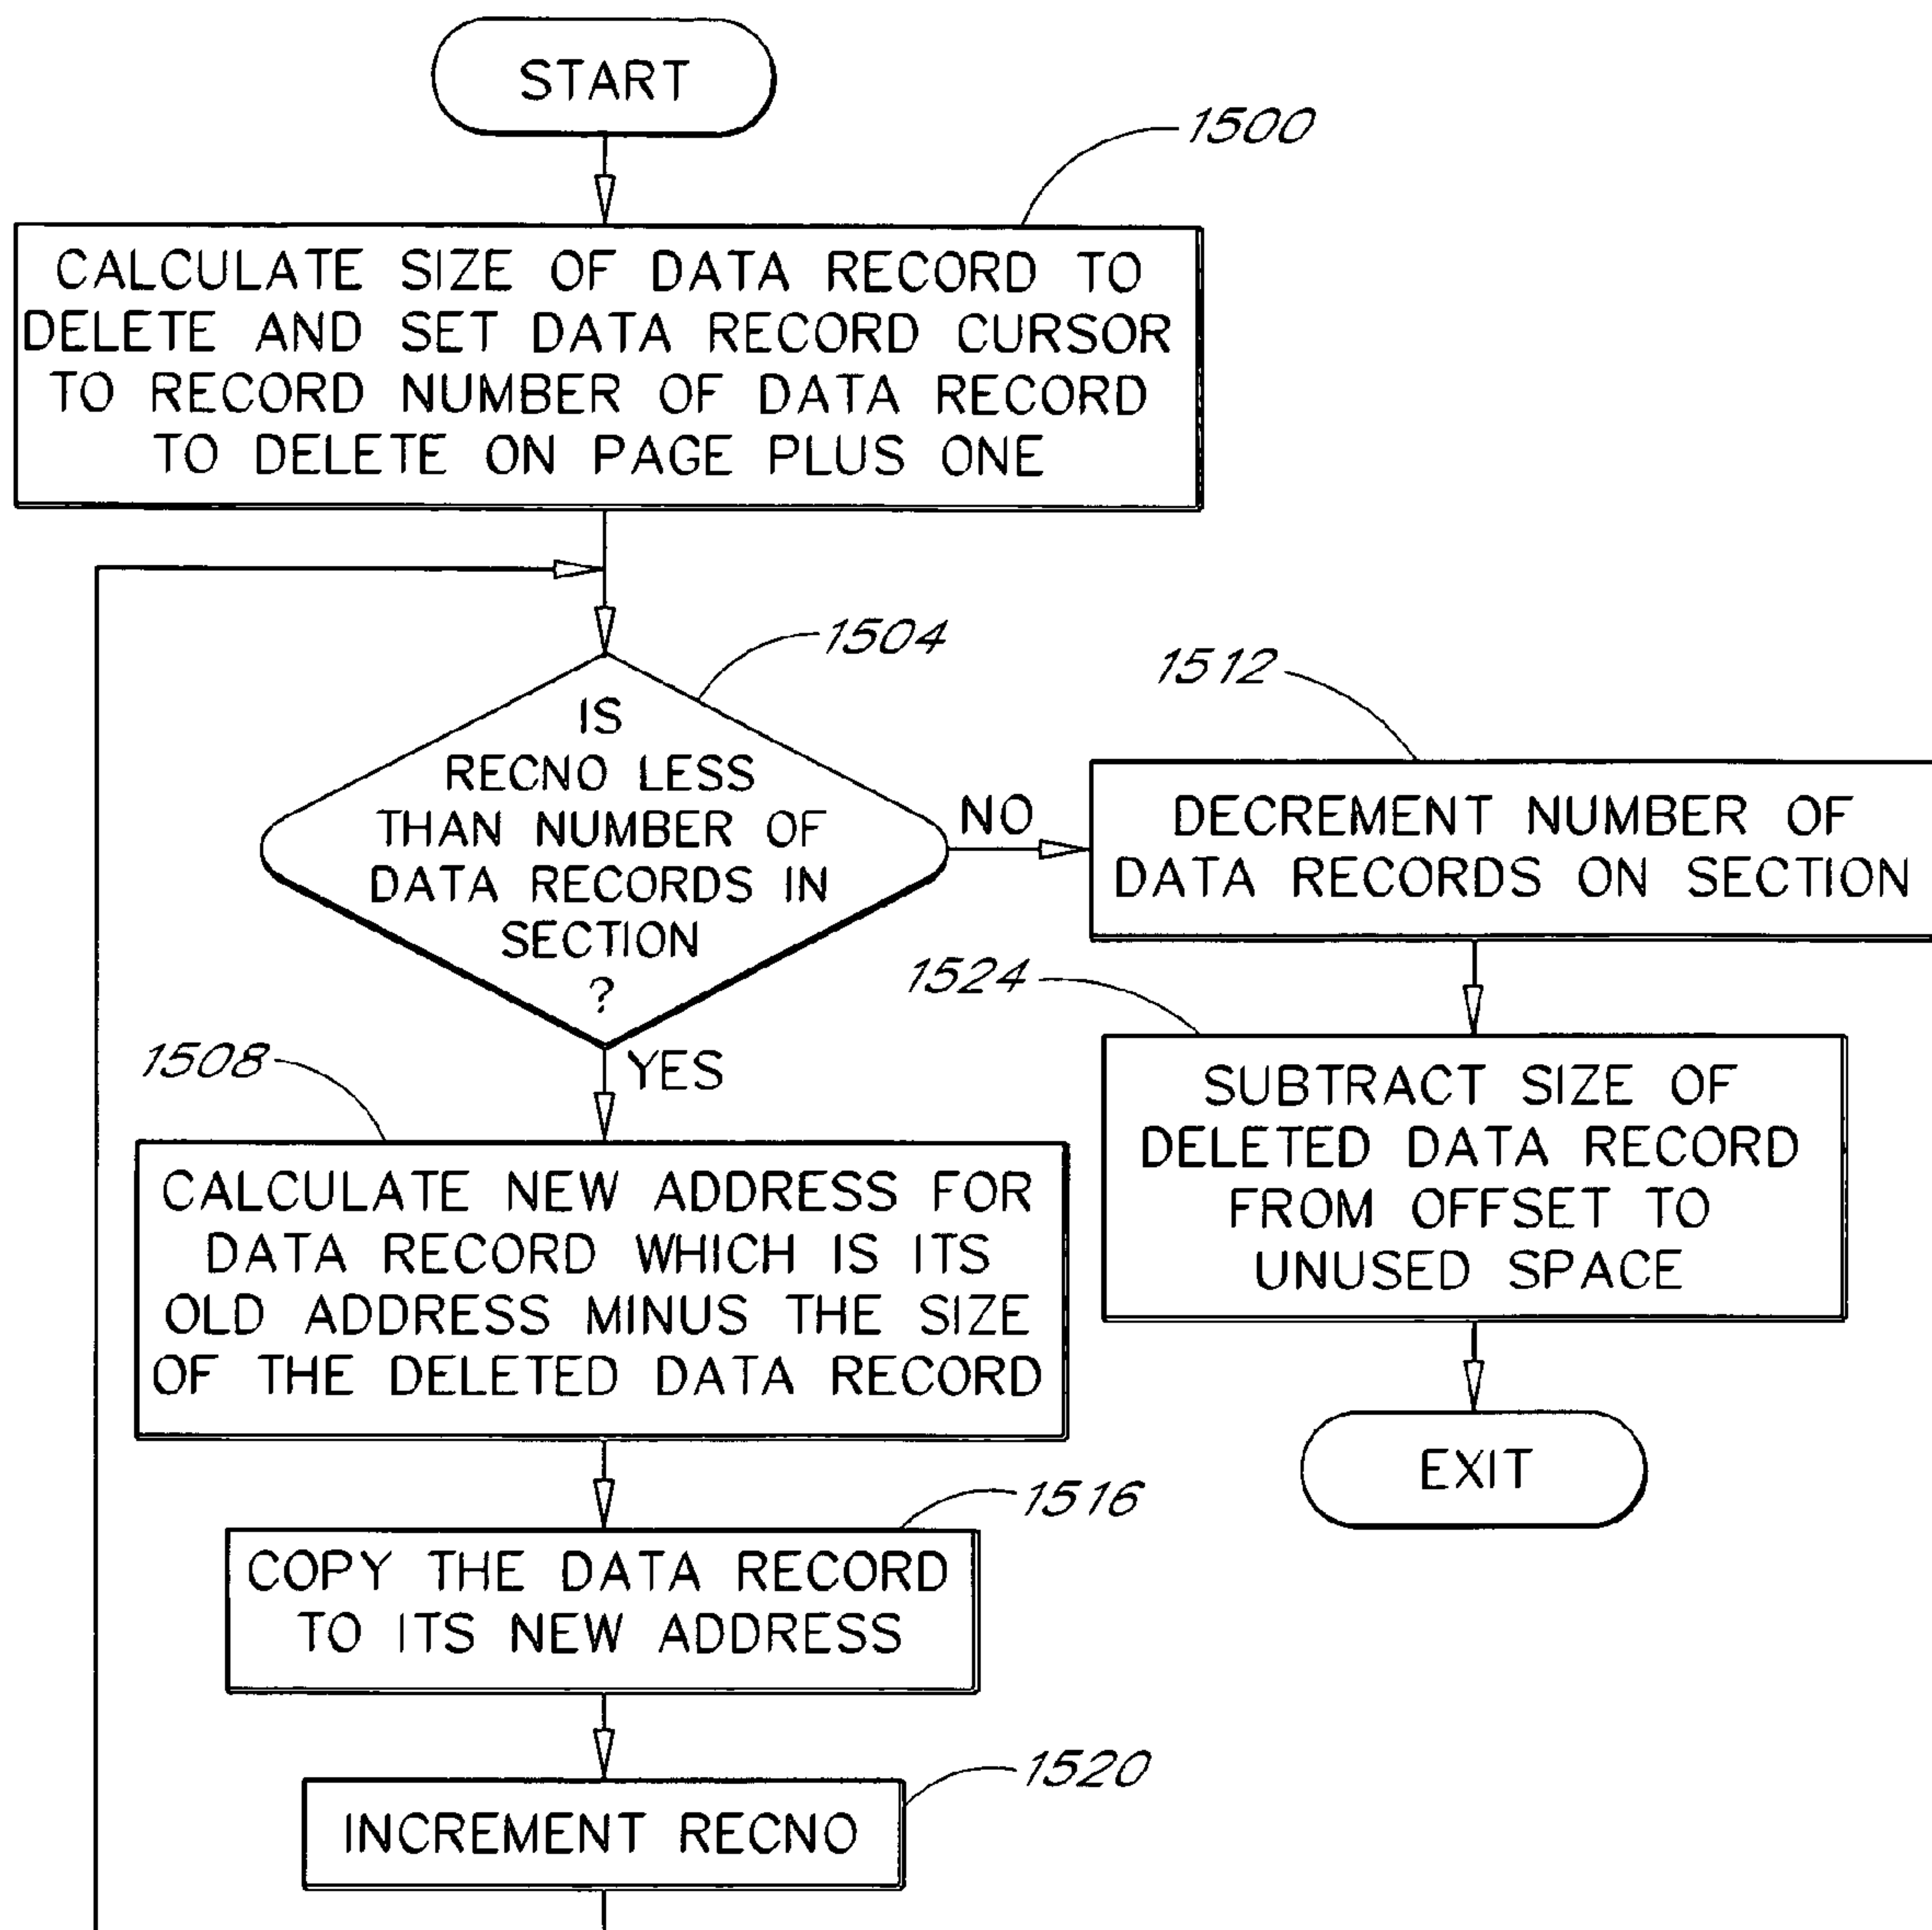 START
1500
CALCULATE SIZE OF DATA RECORD TO
DELETE AND SET DATA RECORD CURSOR
TO RECORD NUMBER OF DATA RECORD
TO DELETE ON PAGE PLUS ONE
1504
IS
RECNO LESS
THAN NUMBER OF
DATA RECORDS IN
SECTION
?
NO
1512
DECREMENT NUMBER OF
DATA RECORDS ON SECTION
1524
SUBTRACT SIZE OF
DELETED DATA RECORD
FROM OFFSET TO
UNUSED SPACE
EXIT
YES
1508
CALCULATE NEW ADDRESS FOR
DATA RECORD WHICH IS ITS
OLD ADDRESS MINUS THE SIZE
OF THE DELETED DATA RECORD
1516
COPY THE DATA RECORD
TO ITS NEW ADDRESS
1520
INCREMENT RECNO